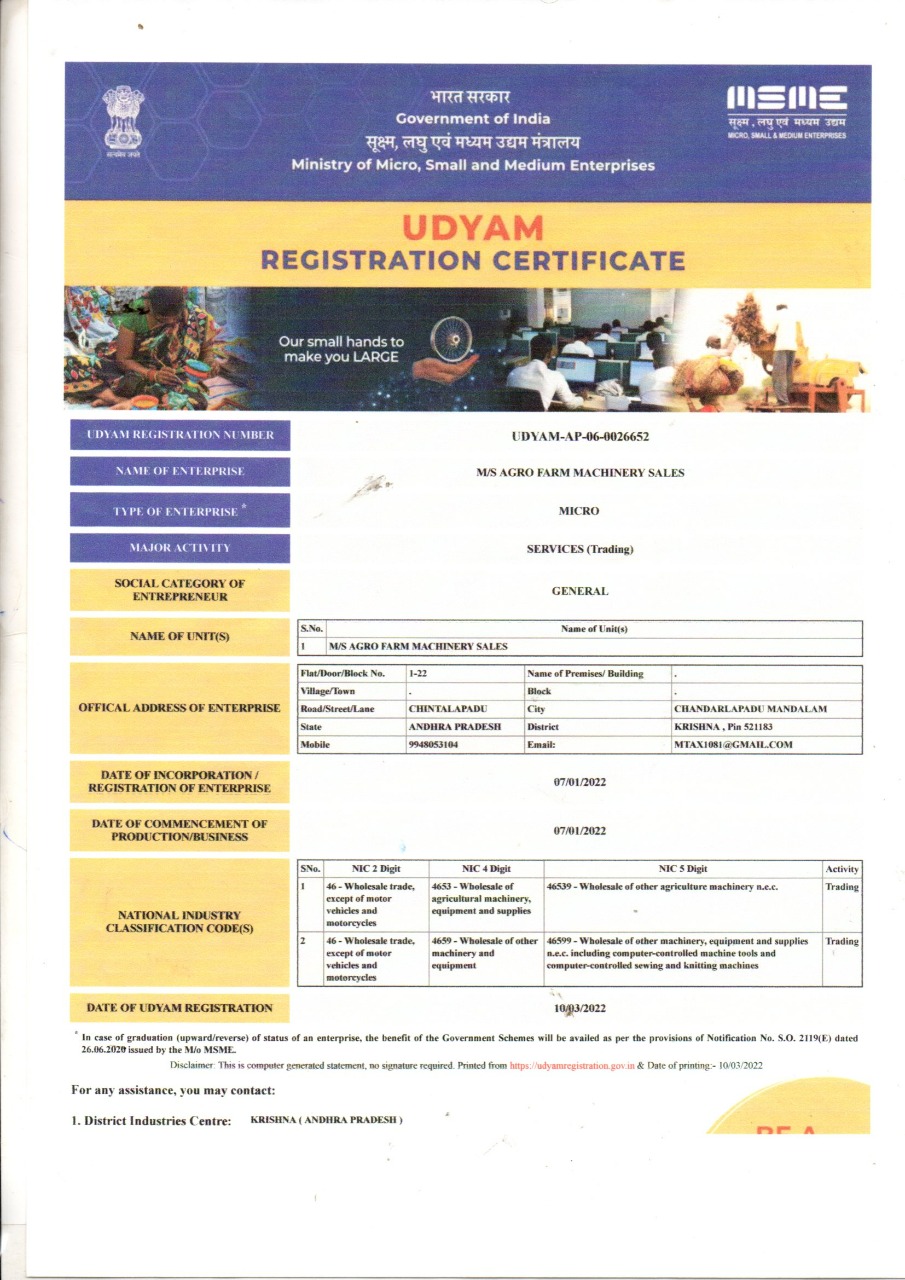 भारत सरकार
Government of India
सूक्ष्म, लघु एवं मध्यम उद्यम मंत्रालय
Ministry of Micro, Small and Medium Enterprises
सत्यमेव जयते
MSME
सूक्ष्म, लघु एवं मध्यम उद्यम
MICRO, SMALL & MEDIUM ENTERPRISES
UDYAM
REGISTRATION CERTIFICATE
Our small hands to
make you LARGE
UDYAM REGISTRATION NUMBER UDYAM-AP-06-0026652
NAME OF ENTERPRISE M/S AGRO FARM MACHINERY SALES
TYPE OF ENTERPRISE * MICRO
MAJOR ACTIVITY SERVICES (Trading)
SOCIAL CATEGORY OF
ENTREPRENEUR
GENERAL
NAME OF UNIT(S)
S.No. Name of Unit(s)
1 M/S AGRO FARM MACHINERY SALES
OFFICAL ADDRESS OF ENTERPRISE
Flat/Door/Block No. 1-22 Name of Premises/ Building .
Village/Town . Block .
Road/Street/Lane CHINTALAPADU City CHANDARLAPADU MANDALAM
State ANDHRA PRADESH District KRISHNA , Pin 521183
Mobile 9948053104 Email: MTAX1081@GMAIL.COM
DATE OF INCORPORATION /
REGISTRATION OF ENTERPRISE
07/01/2022
DATE OF COMMENCEMENT OF
PRODUCTION/BUSINESS
07/01/2022
NATIONAL INDUSTRY
CLASSIFICATION CODE(S)
SNo. NIC 2 Digit NIC 4 Digit NIC 5 Digit Activity
1 46 - Wholesale trade, 4653 - Wholesale of 46539 - Wholesale of other agriculture machinery n.e.c. Trading
except of motor agricultural machinery,
vehicles and equipment and supplies
motorcycles
2 46 - Wholesale trade, 4659 - Wholesale of other 46599 - Wholesale of other machinery, equipment and supplies Trading
except of motor machinery and n.e.c. including computer-controlled machine tools and
vehicles and equipment computer-controlled sewing and knitting machines
motorcycles
DATE OF UDYAM REGISTRATION 10/03/2022
* In case of graduation (upward/reverse) of status of an enterprise, the benefit of the Government Schemes will be availed as per the provisions of Notification No. S.O. 2119(E) dated
26.06.2020 issued by the M/o MSME.
Disclaimer: This is computer generated statement, no signature required. Printed from https://udyamregistration.gov.in & Date of printing:- 10/03/2022
For any assistance, you may contact:
1. District Industries Centre: KRISHNA ( ANDHRA PRADESH )
BE A